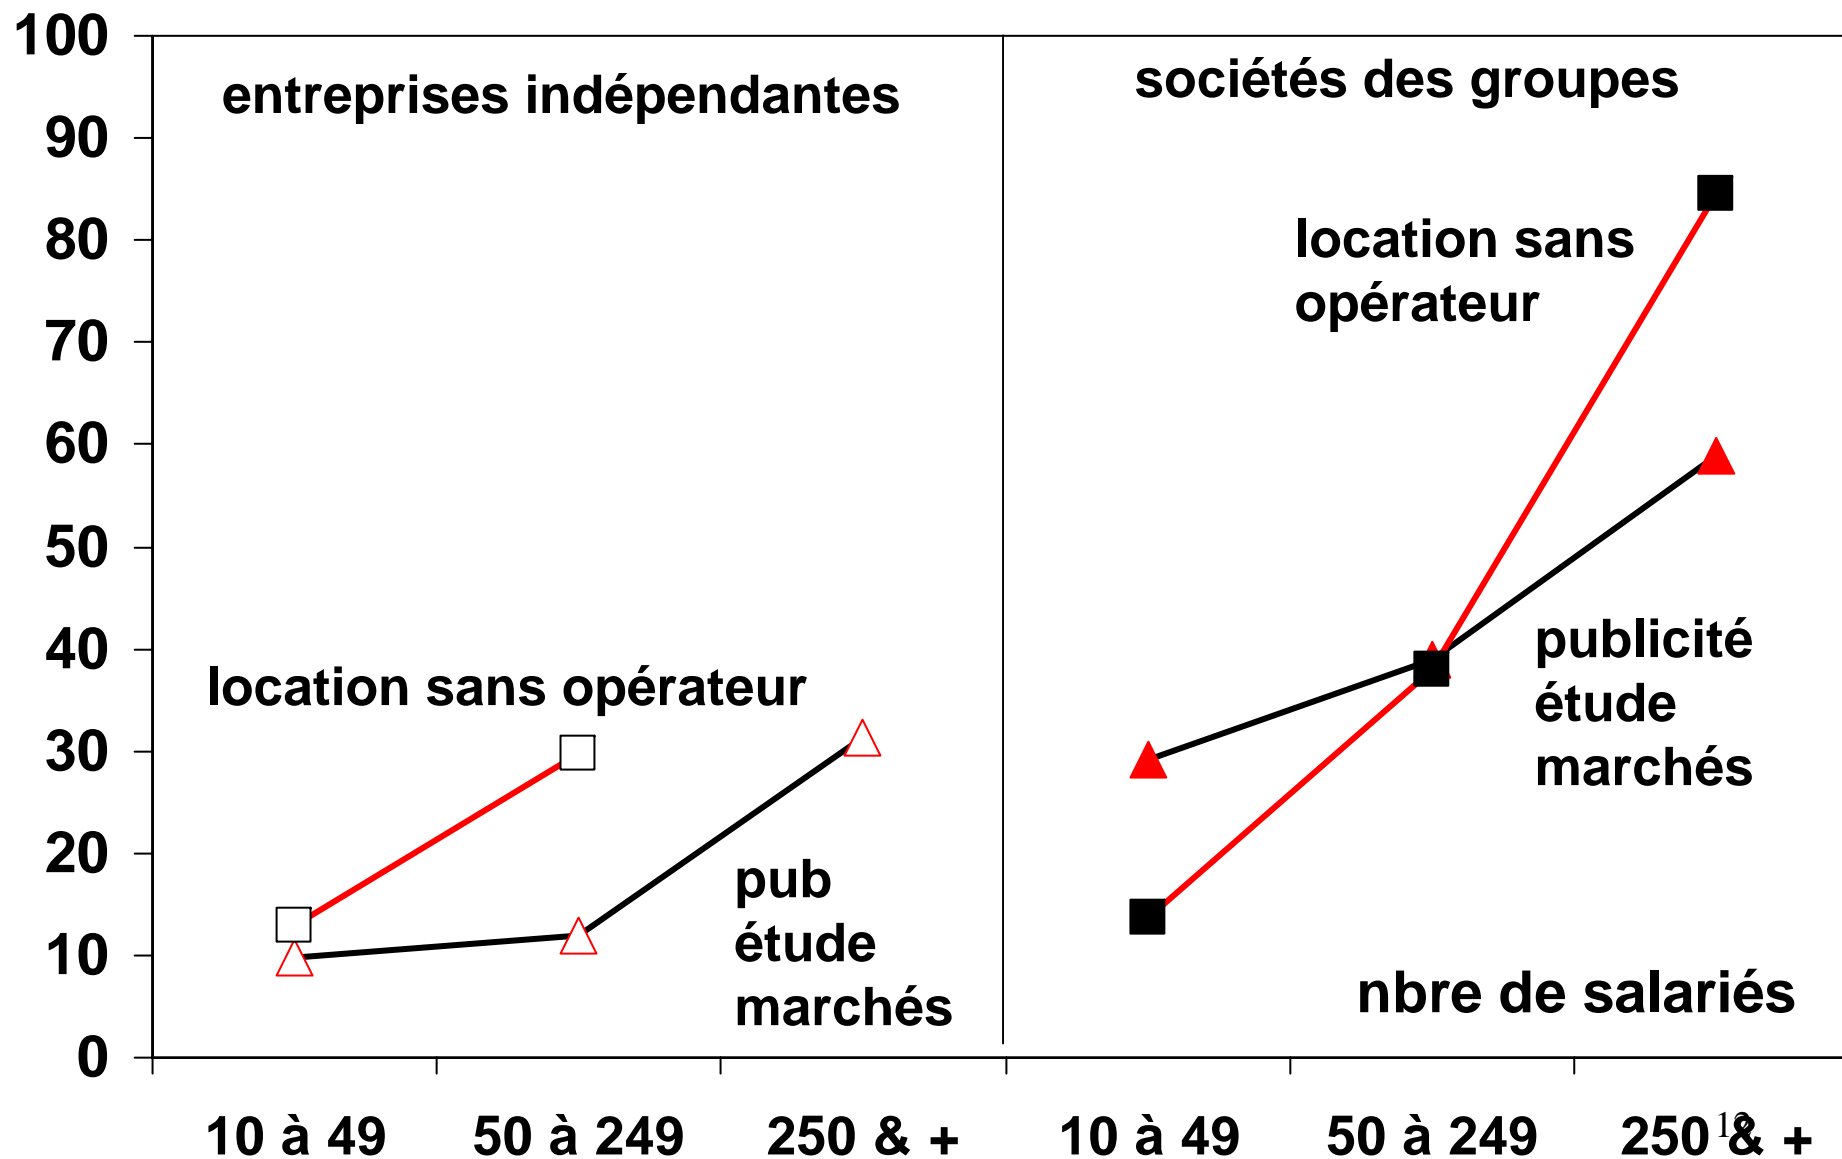 100
90
80
70
60
50
40
30
20
10
0
entreprises indépendantes
location sans opérateur
pub
étude
marchés
sociétés des groupes
location sans
opérateur
publicité
étude
marchés
nbre de salariés
10 à 49
50 à 249
250 & +
10 à 49
50 à 249
250 & +